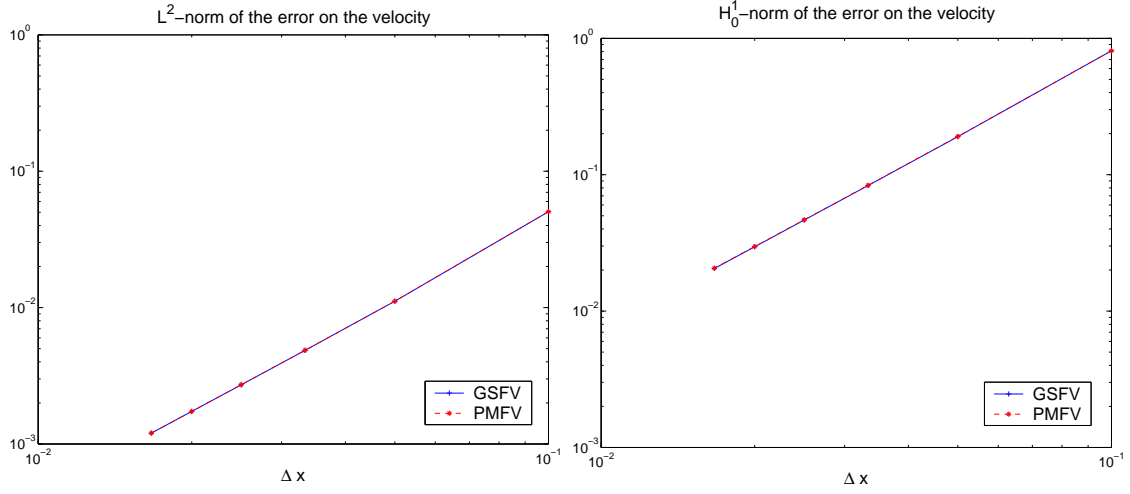 L²−norm of the error on the velocity
10⁰
10⁻¹
10⁻²
10⁻³
10⁻²
10⁻¹
Δ x
GSFV
PMFV
H₀¹−norm of the error on the velocity
10⁰
10⁻¹
10⁻²
10⁻³
10⁻²
10⁻¹
Δ x
GSFV
PMFV